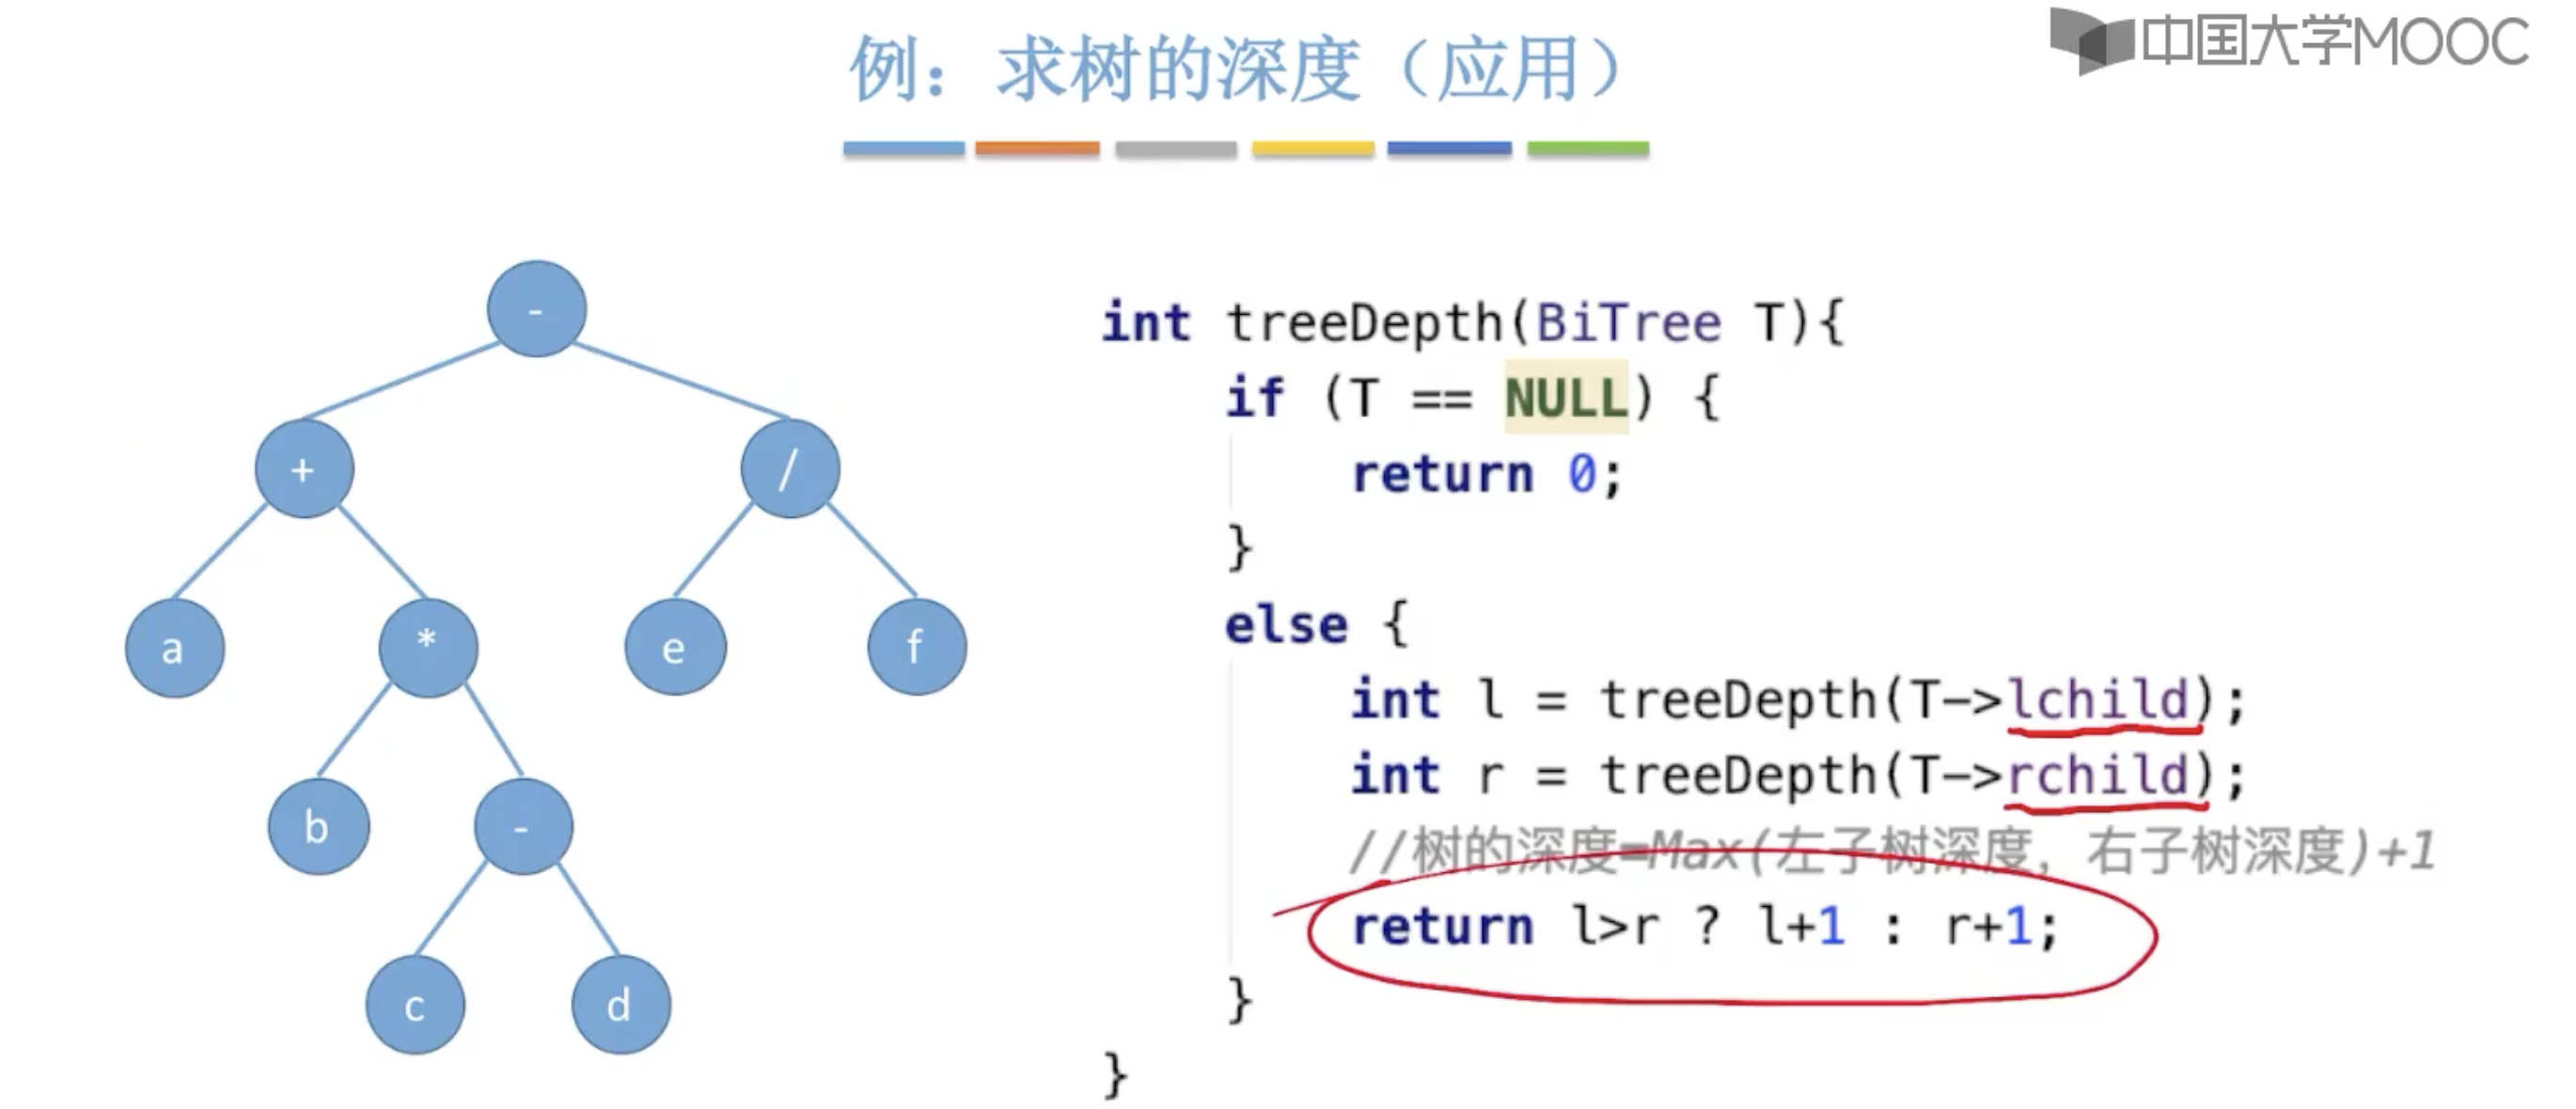 例：求树的深度（应用）
中国大学MOOC
-
+
/
a
*
e
f
b
-
c
d
int treeDepth(BiTree T){
if (T == NULL) {
return 0;
}
else {
int l = treeDepth(T->lchild);
int r = treeDepth(T->rchild);
//树的深度=Max(左子树深度，右子树深度)+1
return l>r ? l+1 : r+1;
}
}